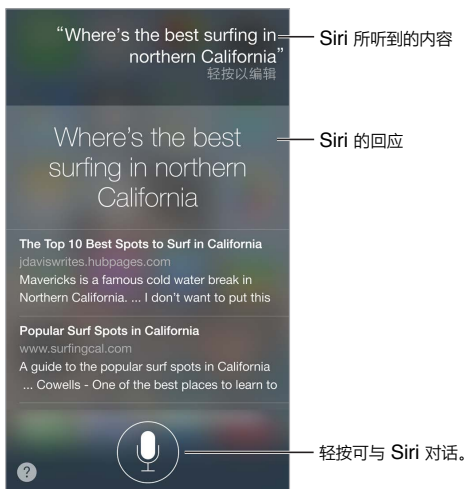 “Where’s the best surfing in
northern California”
轻按以编辑
Siri 所听到的内容
Where’s the best
surfing in northern
California
Siri 的回应
The Top 10 Best Spots to Surf in California
jdaviswrites.hubpages.com
Mavericks is a famous cold water break in
Northern California. ... I don’t want to put this
Popular Surf Spots in California
www.surfingcal.com
A guide to the popular surf spots in California
... Cowells - One of the best places to learn to
?
轻按可与 Siri 对话。